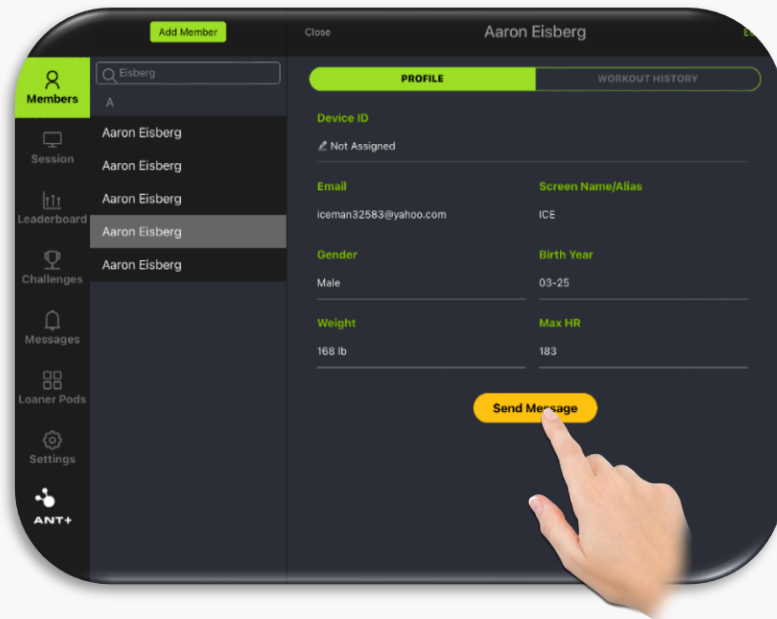 Add Member
Close
Aaron Eisberg
Members
Session
Leaderboard
Challenges
Messages
Loaner Pods
Settings
ANT+
Eisberg
A
Aaron Eisberg
Aaron Eisberg
Aaron Eisberg
Aaron Eisberg
Aaron Eisberg
PROFILE
WORKOUT HISTORY
Device ID
Not Assigned
Email
Screen Name/Alias
iceman32583@yahoo.com
ICE
Gender
Birth Year
Male
03-25
Weight
Max HR
168 lb
183
Send Message